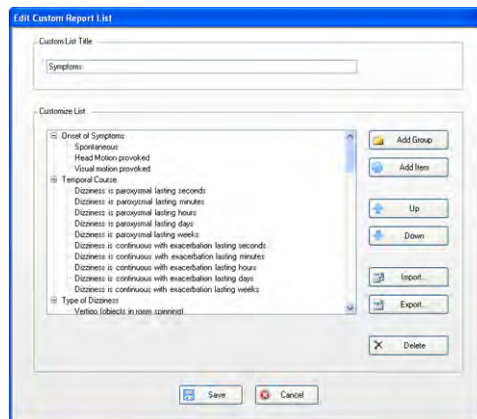 Edit Custom Report List
Custom List Title
Symptoms
Customize List
Onset of Symptoms
Spontaneous
Head Motion provoked
Visual motion provoked
Temporal Course
Dizziness is paroxysmal lasting seconds
Dizziness is paroxysmal lasting minutes
Dizziness is paroxysmal lasting hours
Dizziness is paroxysmal lasting days
Dizziness is paroxysmal lasting weeks
Dizziness is continuous with exacerbation lasting seconds
Dizziness is continuous with exacerbation lasting minutes
Dizziness is continuous with exacerbation lasting hours
Dizziness is continuous with exacerbation lasting days
Dizziness is continuous with exacerbation lasting weeks
Type of Dizziness
Vertigo (objects in room spinning)
Add Group
Add Item
Up
Down
Import...
Export...
Delete
Save
Cancel